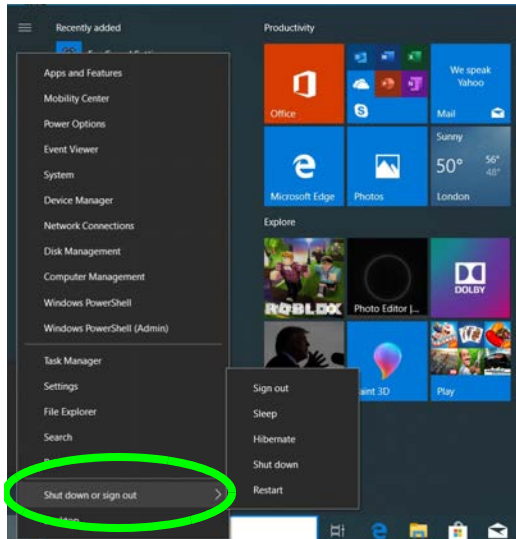 Recently added
Apps and Features
Mobility Center
Power Options
Event Viewer
System
Device Manager
Network Connections
Disk Management
Computer Management
Windows PowerShell
Windows PowerShell (Admin)
Task Manager
Settings
File Explorer
Search
Shut down or sign out
Sign out
Sleep
Hibernate
Shut down
Restart
Productivity
Office
We speak
Yahoo
Mail
Microsoft Edge
Photos
Sunny
50° 56°
48°
London
Explore
ROBLOX
Photo Editor |...
DOLBY
aint 3D
Play